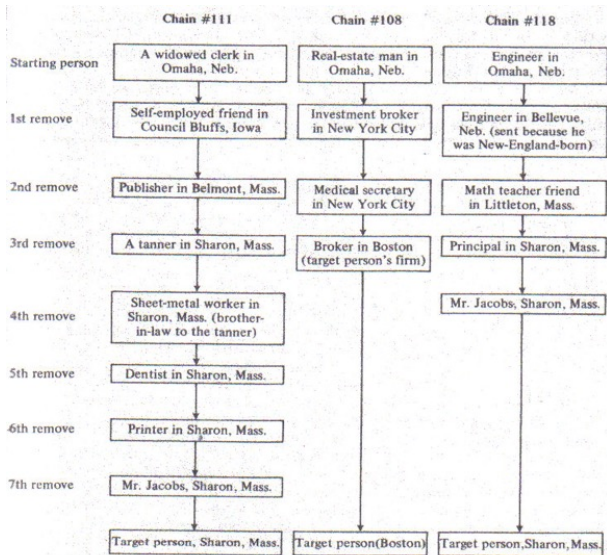 Chain #111
Chain #108
Chain #118
Starting person
A widowed clerk in
Omaha, Neb.
Real-estate man in
Omaha, Neb.
Engineer in
Omaha, Neb.
1st remove
Self-employed friend in
Council Bluffs, Iowa
Investment broker
in New York City
Engineer in Bellevue,
Neb. (sent because he
was New-England-born)
2nd remove
Publisher in Belmont, Mass.
Medical secretary
in New York City
Math teacher friend
in Littleton, Mass.
3rd remove
A tanner in Sharon, Mass.
Broker in Boston
(target person's firm)
Principal in Sharon, Mass.
4th remove
Sheet-metal worker in
Sharon, Mass. (brother-
in-law to the tanner)
Mr. Jacobs, Sharon, Mass.
5th remove
Dentist in Sharon, Mass.
6th remove
Printer in Sharon, Mass.
7th remove
Mr. Jacobs, Sharon, Mass.
Target person, Sharon, Mass.
Target person(Boston)
Target person,Sharon, Mass.